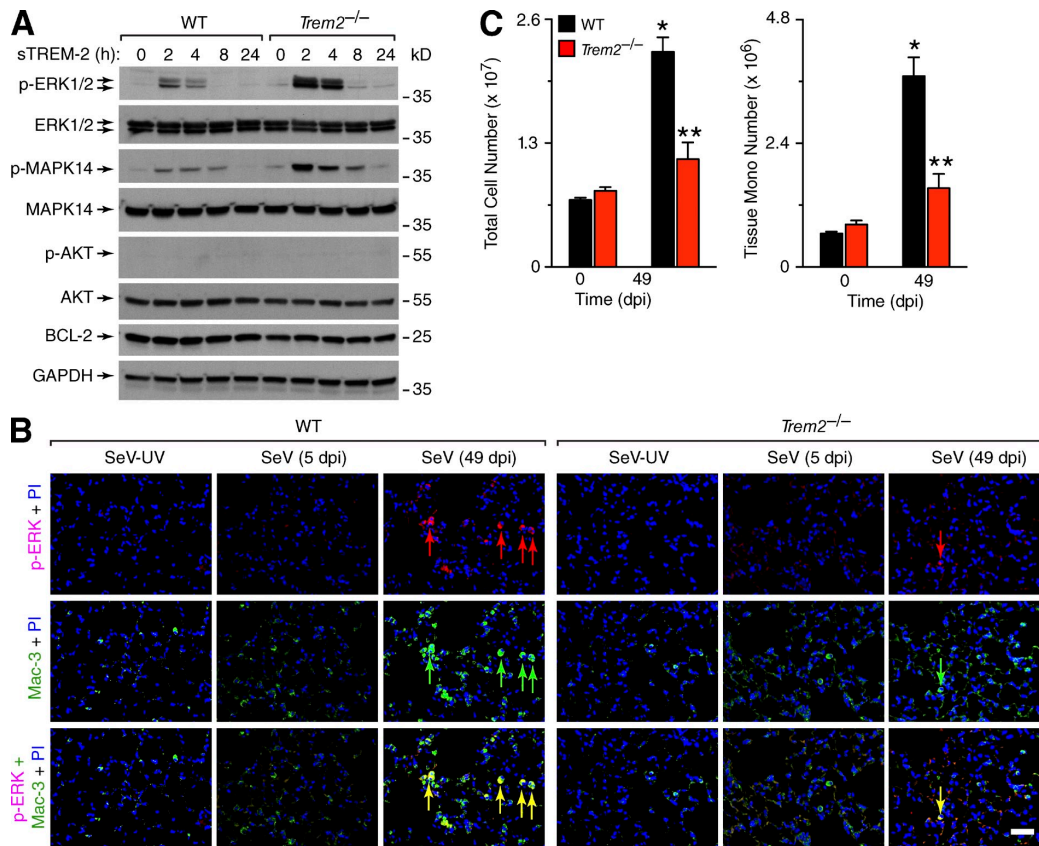 A
WT
Trem2–/–
sTREM-2 (h): 0 2 4 8 24 0 2 4 8 24 kD
p-ERK1/2
35
ERK1/2
35
p-MAPK14
35
MAPK14
35
p-AKT
55
AKT
55
BCL-2
25
GAPDH
35
C
WT
Trem2–/–
Total Cell Number (x 10⁷)
2.6
1.3
0
*
**
0 49
Time (dpi)
Tissue Mono Number (x 10⁶)
4.8
2.4
0
*
**
0 49
Time (dpi)
B
WT
Trem2–/–
SeV-UV SeV (5 dpi) SeV (49 dpi) SeV-UV SeV (5 dpi) SeV (49 dpi)
p-ERK + PI
Mac-3 + PI
p-ERK +
Mac-3 + PI